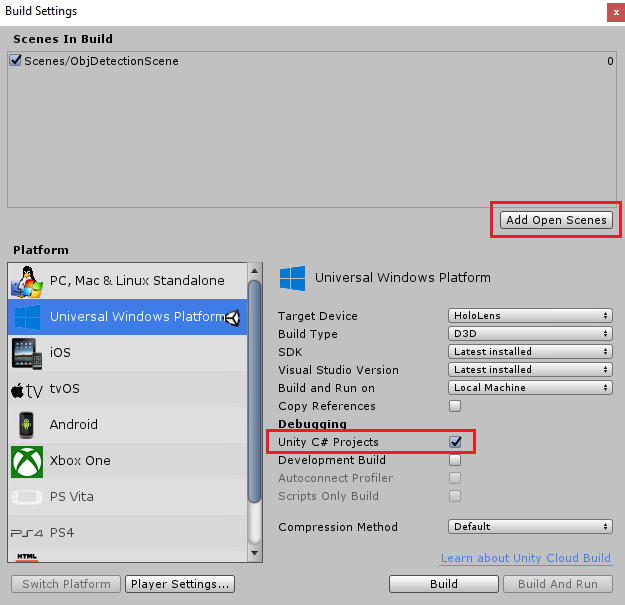 Build Settings
x
Scenes In Build
Scenes/ObjDetectionScene 0
Add Open Scenes
Platform
PC, Mac & Linux Standalone
Universal Windows Platform
iOS
tv tvOS
Android
Xbox One
PS Vita
PS4 PS4
HTML
Universal Windows Platform
Target Device HoloLens
Build Type D3D
SDK Latest installed
Visual Studio Version Latest installed
Build and Run on Local Machine
Copy References
Debugging
Unity C# Projects
Development Build
Autoconnect Profiler
Scripts Only Build
Compression Method Default
Learn about Unity Cloud Build
Switch Platform Player Settings... Build Build And Run